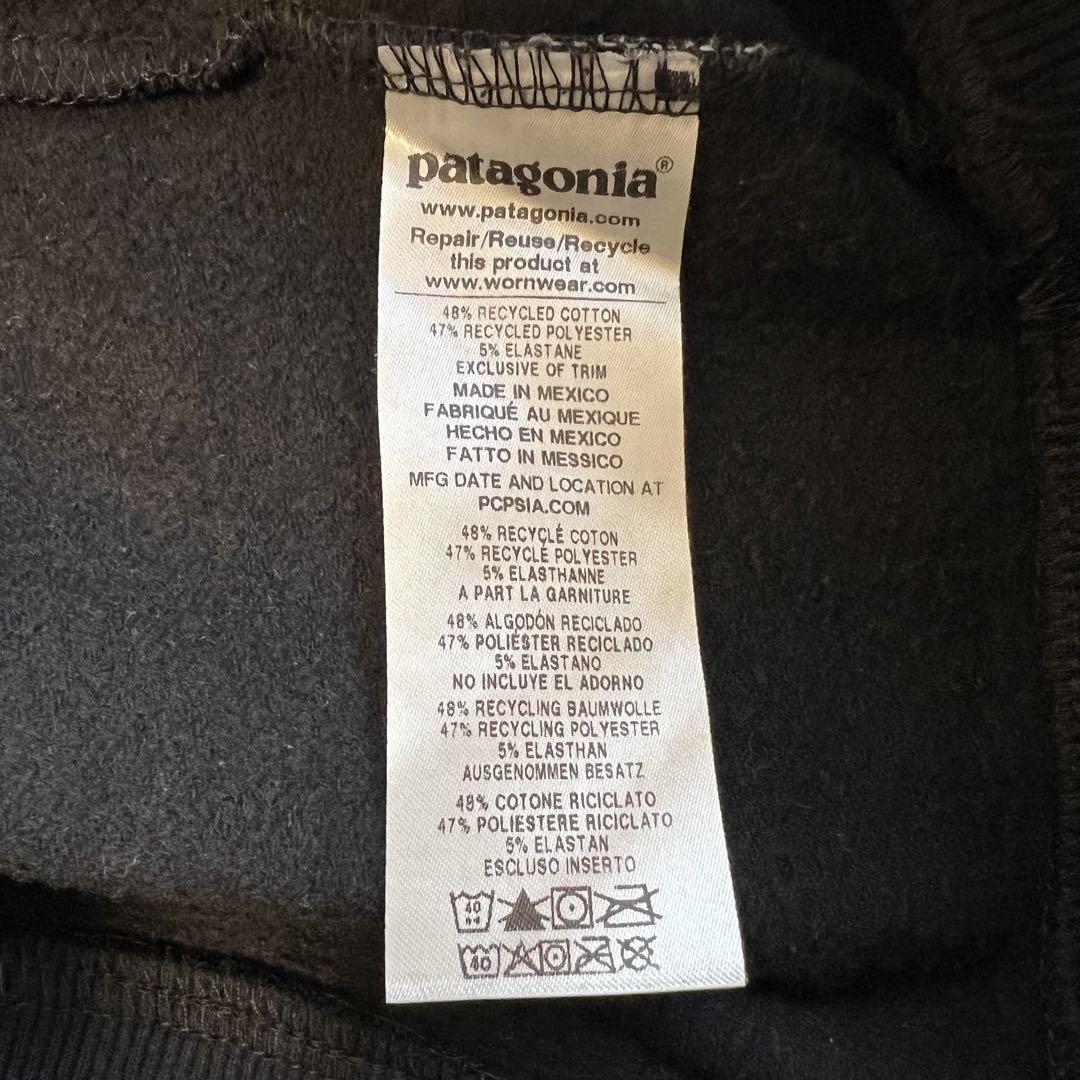 patagonia®
www.patagonia.com
Repair/Reuse/Recycle
this product at
www.wornwear.com
48% RECYCLED COTTON
47% RECYCLED POLYESTER
5% ELASTANE
EXCLUSIVE OF TRIM
MADE IN MEXICO
FABRIQUÉ AU MEXIQUE
HECHO EN MEXICO
FATTO IN MESSICO
MFG DATE AND LOCATION AT
PCPSIA.COM
48% RECYCLÉ COTON
47% RECYCLÉ POLYESTER
5% ELASTHANNE
A PART LA GARNITURE
48% ALGODÓN RECICLADO
47% POLIÉSTER RECICLADO
5% ELASTANO
NO INCLUYE EL ADORNO
48% RECYCLING BAUMWOLLE
47% RECYCLING POLYESTER
5% ELASTHAN
AUSGENOMMEN BESATZ
48% COTONE RICICLATO
47% POLIESTERE RICICLATO
5% ELASTAN
ESCLUSO INSERTO
40
40